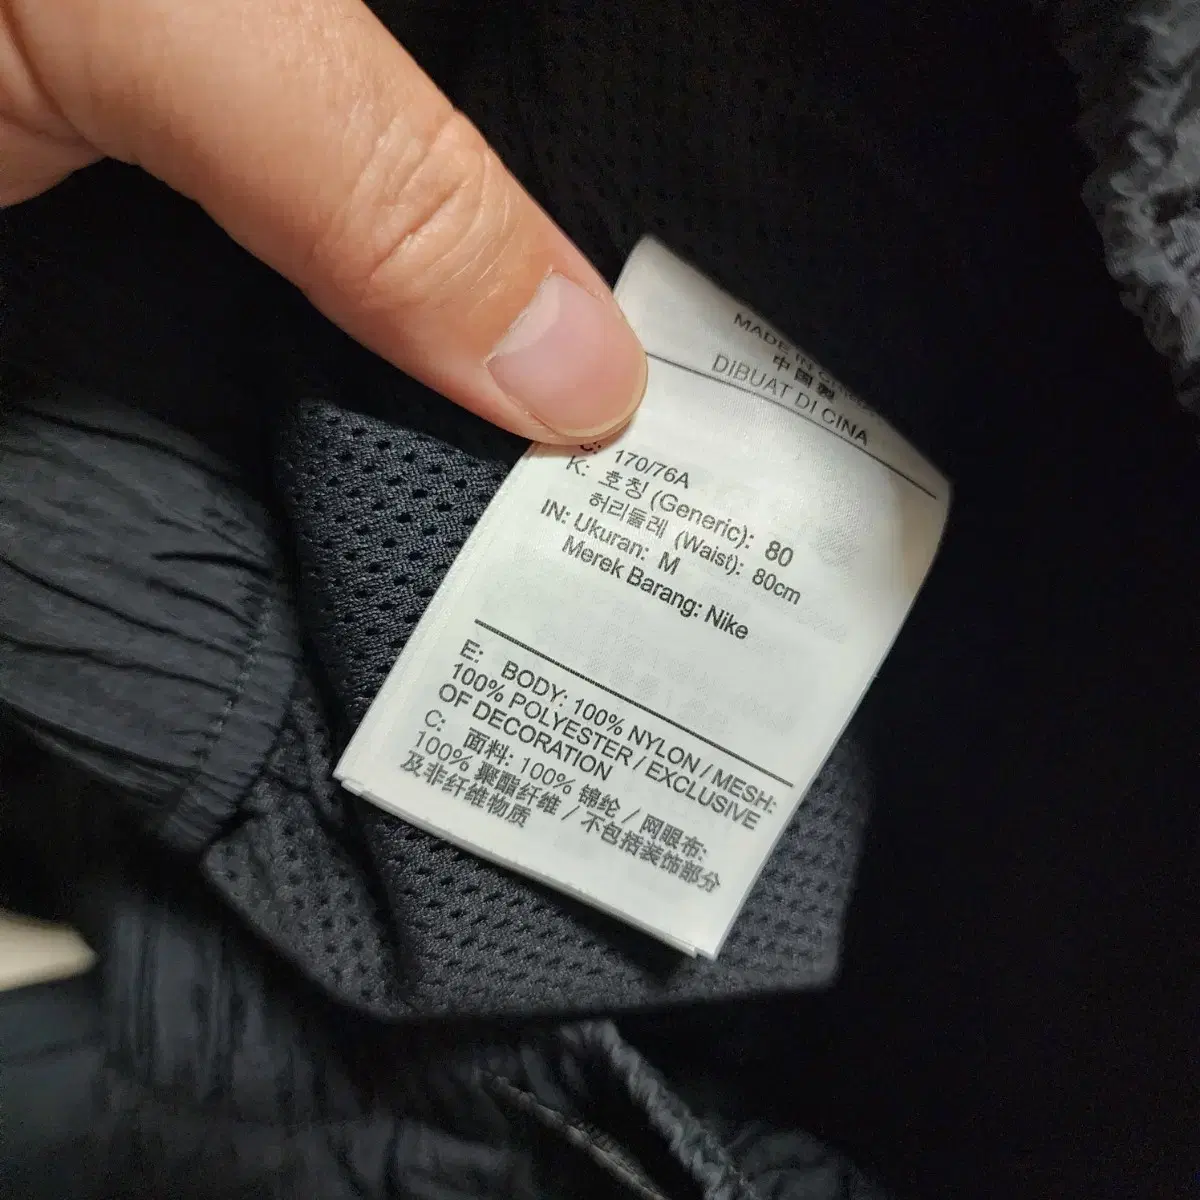 MADE IN CHINA
中国製
DIBUAT DI CINA
C: 170/76A
K: 호칭 (Generic): 80
허리둘레 (Waist): 80cm
IN: Ukuran: M
Merek Barang: Nike
E: BODY: 100% NYLON / MESH:
100% POLYESTER / EXCLUSIVE
OF DECORATION
C: 面料: 100% 锦纶 / 网眼布:
100% 聚酯纤维 / 不包括装饰部分
及非纤维物质